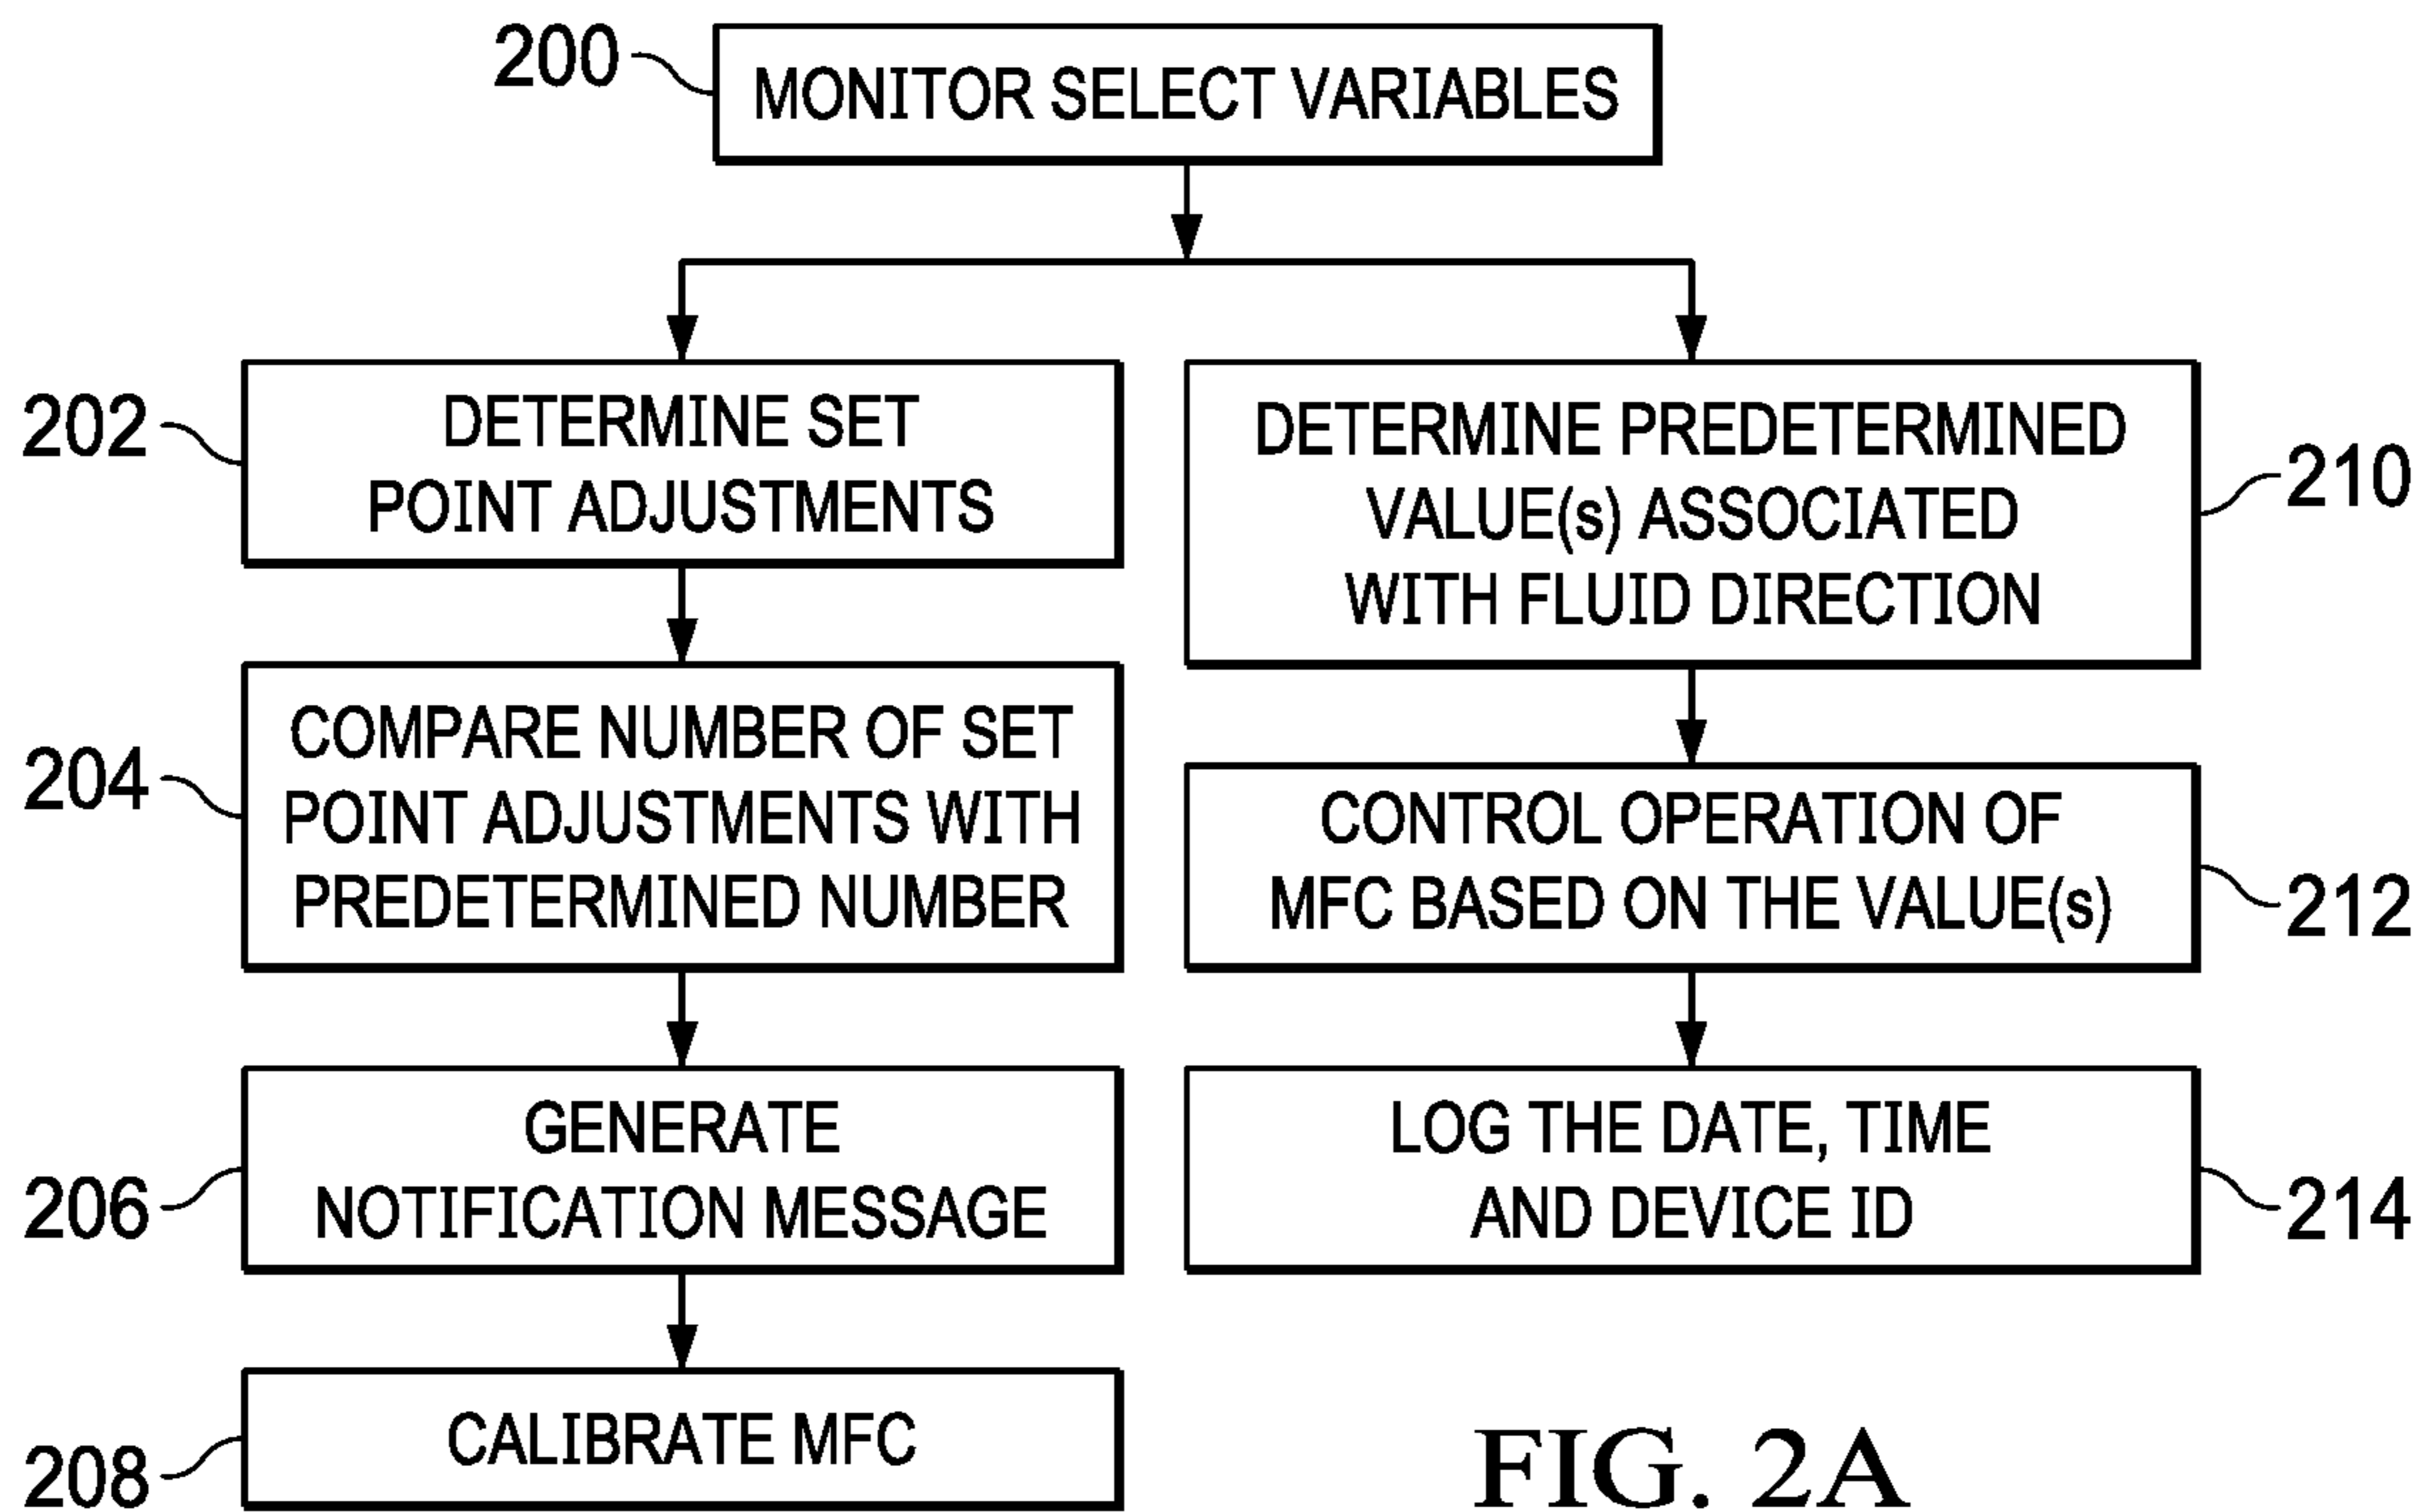 200
MONITOR SELECT VARIABLES
202
DETERMINE SET
POINT ADJUSTMENTS
204
COMPARE NUMBER OF SET
POINT ADJUSTMENTS WITH
PREDETERMINED NUMBER
206
GENERATE
NOTIFICATION MESSAGE
208
CALIBRATE MFC
DETERMINE PREDETERMINED
VALUE(s) ASSOCIATED
WITH FLUID DIRECTION
210
CONTROL OPERATION OF
MFC BASED ON THE VALUE(s)
212
LOG THE DATE, TIME
AND DEVICE ID
214
FIG. 2A